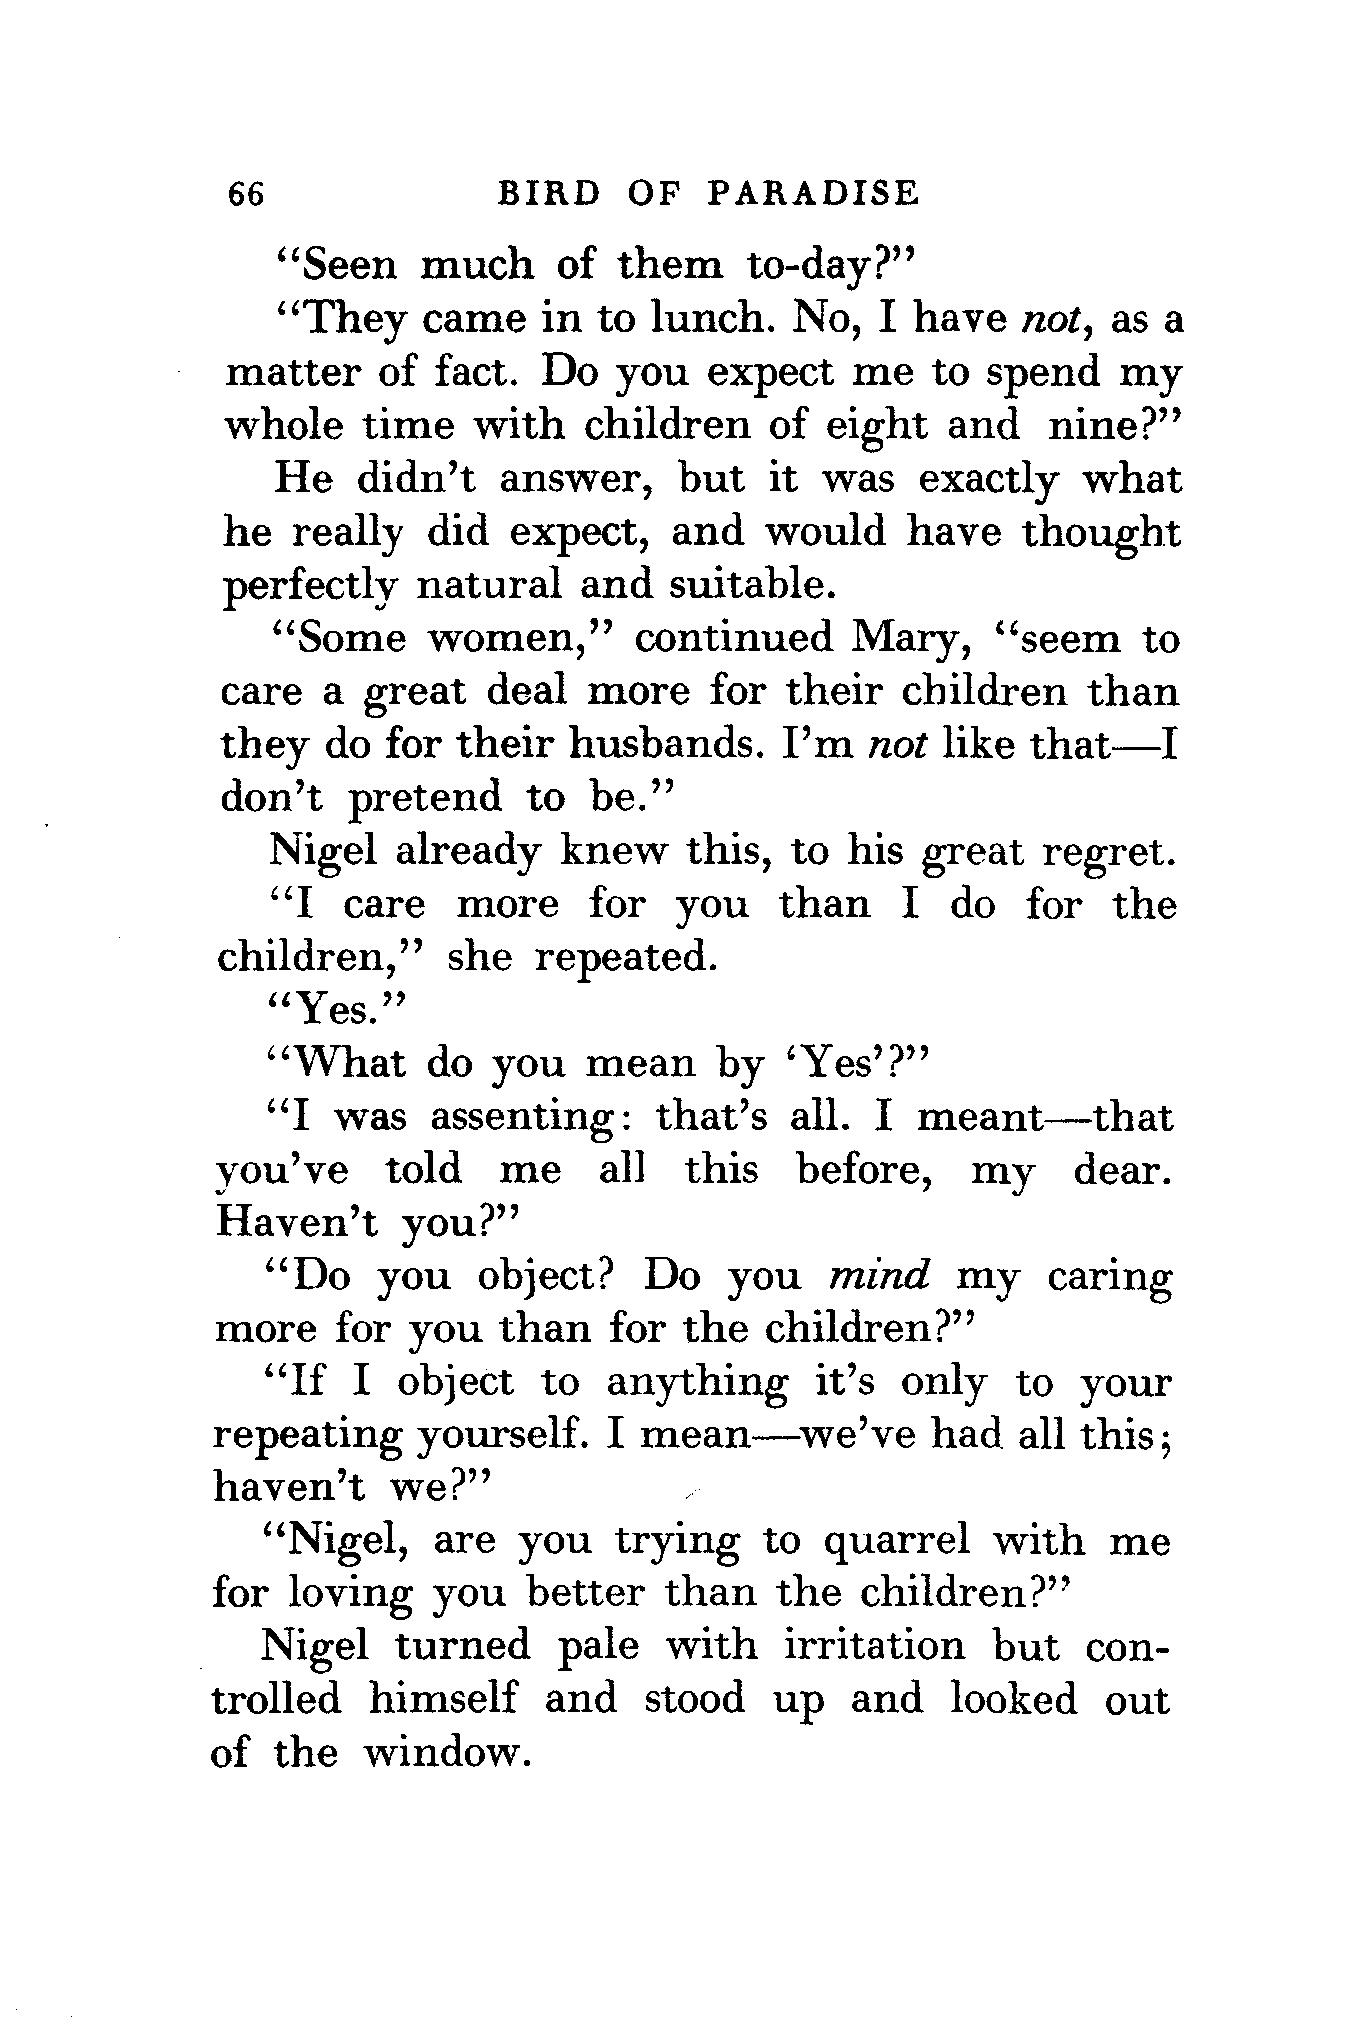 66 BIRD OF PARADISE
"Seen much of them to-day?"
"They came in to lunch. No, I have not, as a
matter of fact. Do you expect me to spend my
whole time with children of eight and nine?"
He didn't answer, but it was exactly what
he really did expect, and would have thought
perfectly natural and suitable.
"Some women," continued Mary, "seem to
care a great deal more for their children than
they do for their husbands. I'm not like that—I
don't pretend to be."
Nigel already knew this, to his great regret.
"I care more for you than I do for the
children," she repeated.
"Yes."
"What do you mean by 'Yes'?"
"I was assenting: that's all. I meant—that
you've told me all this before, my dear.
Haven't you?"
"Do you object? Do you mind my caring
more for you than for the children?"
"If I object to anything it's only to your
repeating yourself. I mean—we've had all this;
haven't we?"
"Nigel, are you trying to quarrel with me
for loving you better than the children?"
Nigel turned pale with irritation but con-
trolled himself and stood up and looked out
of the window.